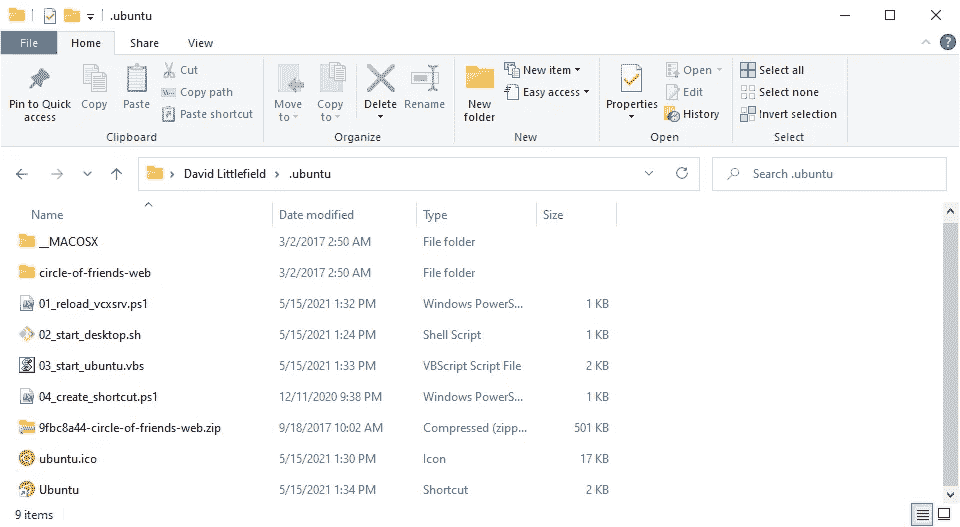 .ubuntu
File Home Share View
Pin to Quick access Copy Paste Cut Copy path Paste shortcut Clipboard
Move to Copy to Delete Rename Organize
New folder New item Easy access New
Properties Open Edit History Open
Select all Select none Invert selection Select
David Littlefield .ubuntu Search .ubuntu
Name Date modified Type Size
__MACOSX 3/2/2017 2:50 AM File folder
circle-of-friends-web 3/2/2017 2:50 AM File folder
01_reload_vcxsrv.ps1 5/15/2021 1:32 PM Windows PowerS... 1 KB
02_start_desktop.sh 5/15/2021 1:24 PM Shell Script 1 KB
03_start_ubuntu.vbs 5/15/2021 1:33 PM VBScript Script File 2 KB
04_create_shortcut.ps1 12/11/2020 9:38 PM Windows PowerS... 1 KB
9fbc8a44-circle-of-friends-web.zip 9/18/2017 10:02 AM Compressed (zipp... 501 KB
ubuntu.ico 5/15/2021 1:30 PM Icon 17 KB
Ubuntu 5/15/2021 1:34 PM Shortcut 2 KB
9 items